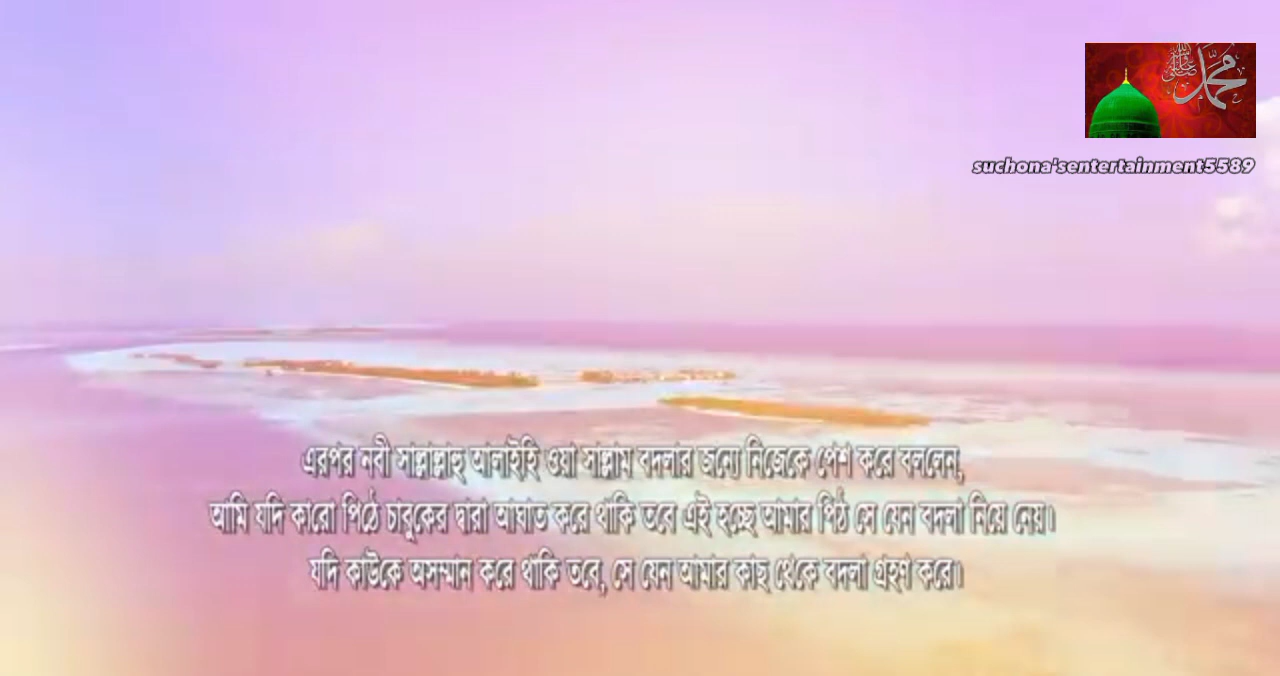 محمد
suchona'sentertainment5589
এরপর নবী সাল্লাল্লাহু আলাইহি ওয়া সাল্লাম বদলার জন্যে নিজেকে পেশ করে বললেন,
আমি যদি কারো পিঠে চাবুকের দ্বারা আঘাত করে থাকি তবে এই হচ্ছে আমার পিঠ সে যেন বদলা নিয়ে নেয়।
যদি কাউকে অসম্মান করে থাকি তবে, সে যেন আমার কাছ থেকে বদলা গ্রহণ করে।